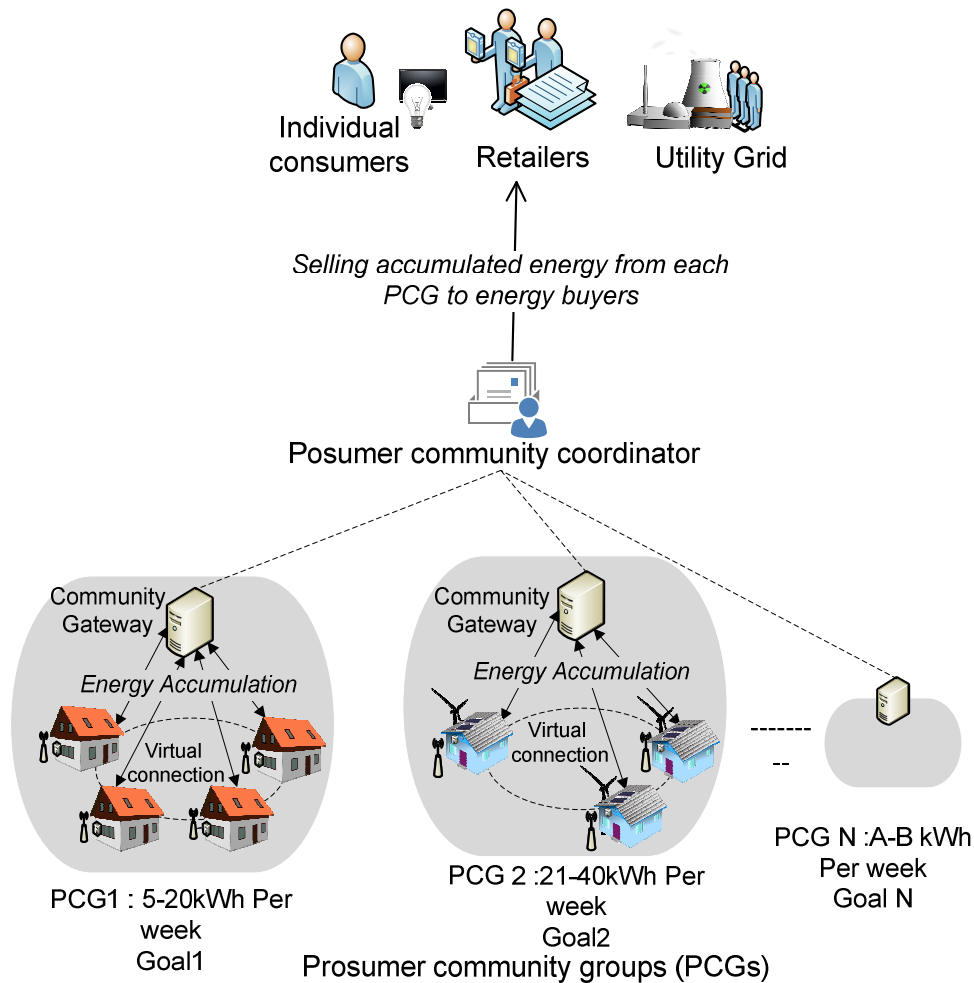 Individual
consumers
Retailers
Utility Grid
Selling accumulated energy from each
PCG to energy buyers
Posumer community coordinator
Community
Gateway
Energy Accumulation
Virtual
connection
PCG1 : 5-20kWh Per
week
Goal1
Community
Gateway
Energy Accumulation
Virtual
connection
PCG 2 :21-40kWh Per
week
Goal2
PCG N :A-B kWh
Per week
Goal N
Prosumer community groups (PCGs)